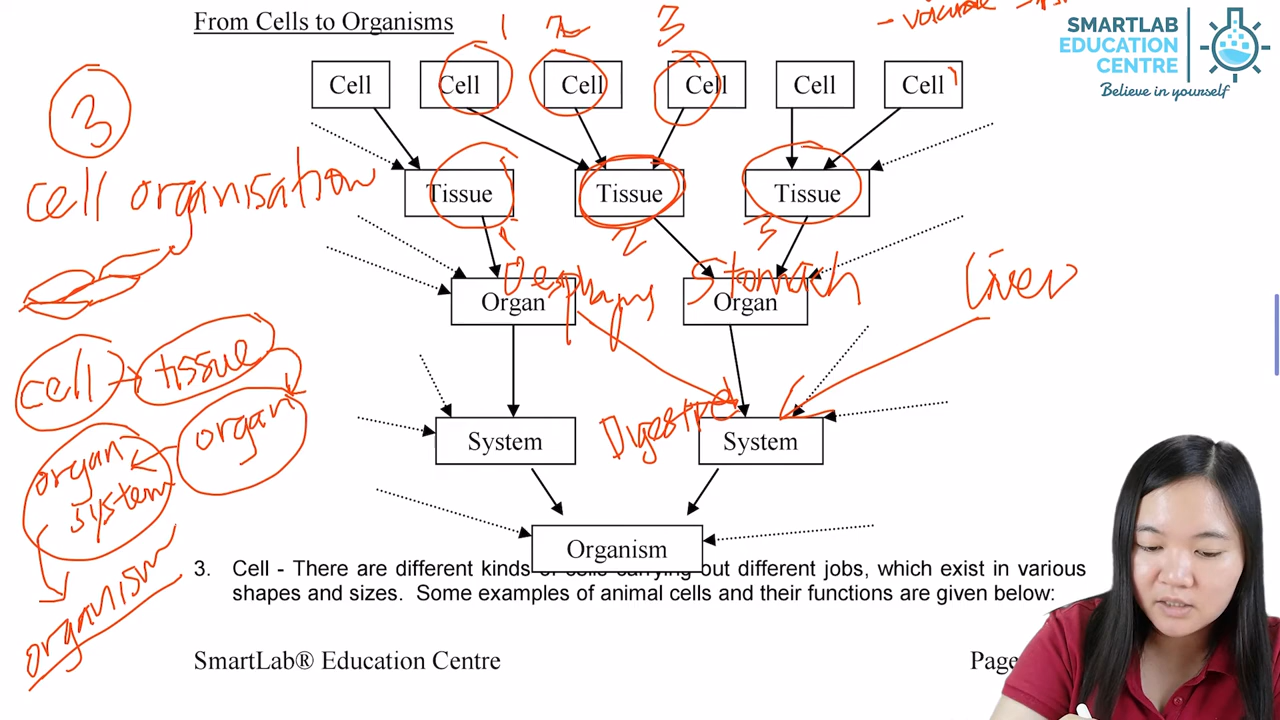 From Cells to Organisms
1 2 3
SMARTLAB
EDUCATION
CENTRE
Believe in yourself
Cell Cell Cell Cell Cell Cell
3
cell organisation
Tissue Tissue Tissue
1 2 3
Oesphagus Stomach Liver
Organ Organ
cell tissue
organ
organ
system
organism
Digestive
System System
Organism
3. Cell - There are different kinds of cells carrying out different jobs, which exist in various
shapes and sizes. Some examples of animal cells and their functions are given below:
SmartLab® Education Centre
Page